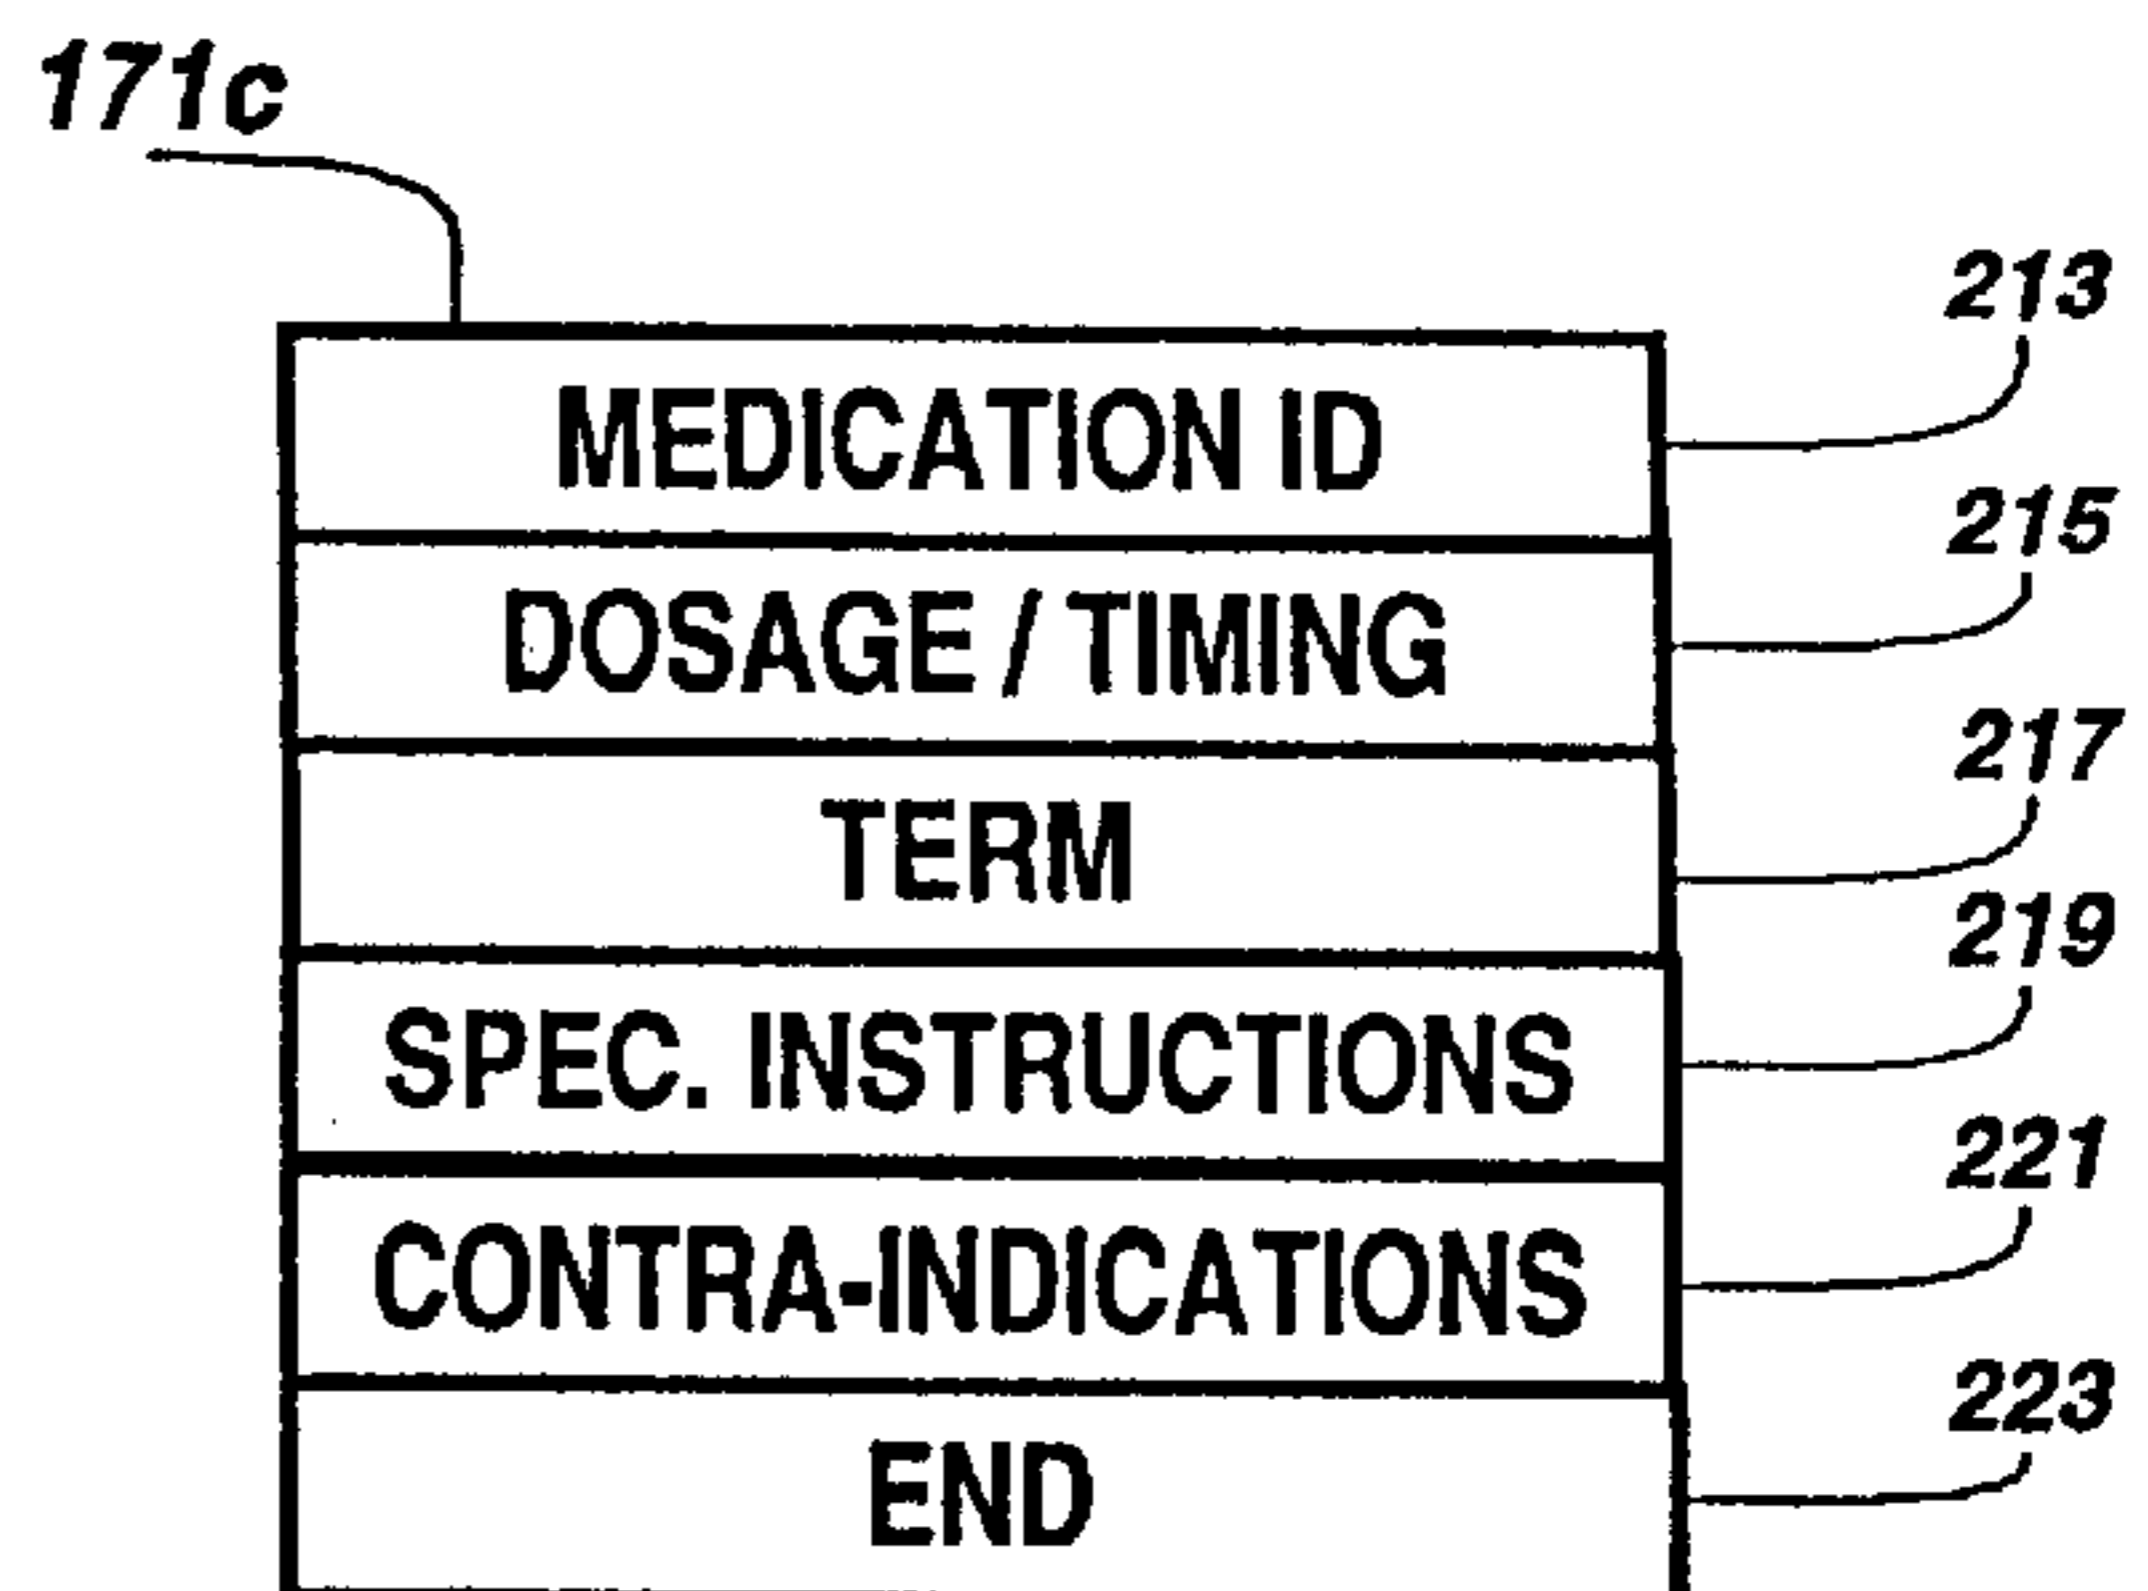 171c
213
MEDICATION ID
215
DOSAGE / TIMING
217
TERM
219
SPEC. INSTRUCTIONS
221
CONTRA-INDICATIONS
223
END